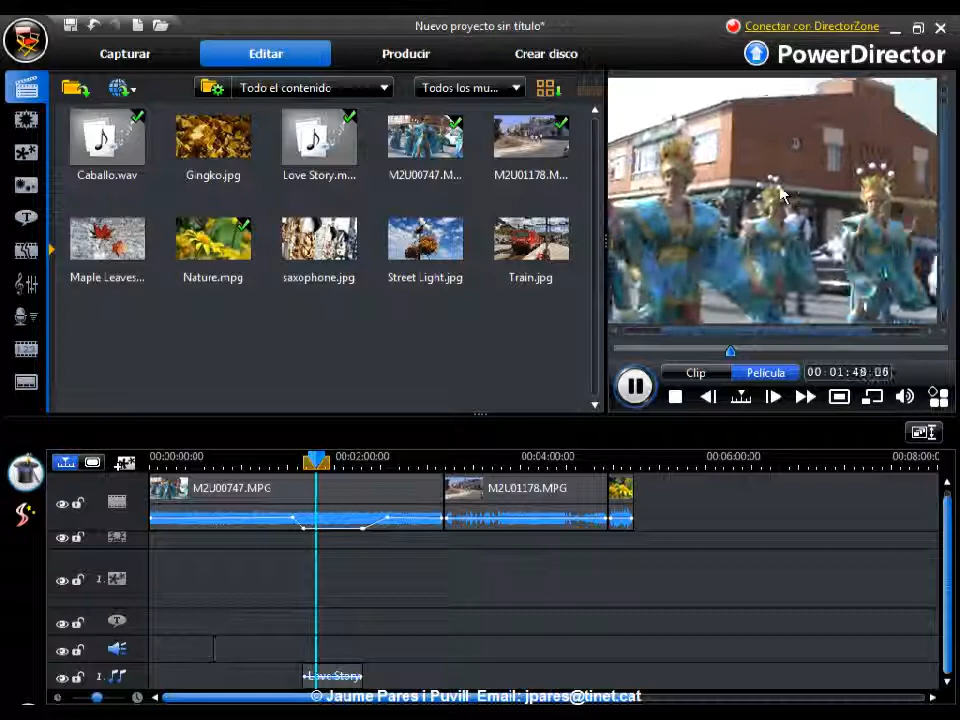 Nuevo proyecto sin título*
Conectar con DirectorZone
Capturar
Editar
Producir
Crear disco
PowerDirector
Todo el contenido
Todos los mu...
Caballo.wav
Gingko.jpg
Love Story.m...
M2U00747.M...
M2U01178.M...
Maple Leaves...
Nature.mpg
saxophone.jpg
Street Light.jpg
Train.jpg
Clip
Película
00:01:48:06
00:00:00:00
00:02:00:00
00:04:00:00
00:06:00:00
00:08:00:0
M2U00747.MPG
M2U01178.MPG
1.
1.
Love Story
© Jaume Pares i Puvill Email: jpares@tinet.cat